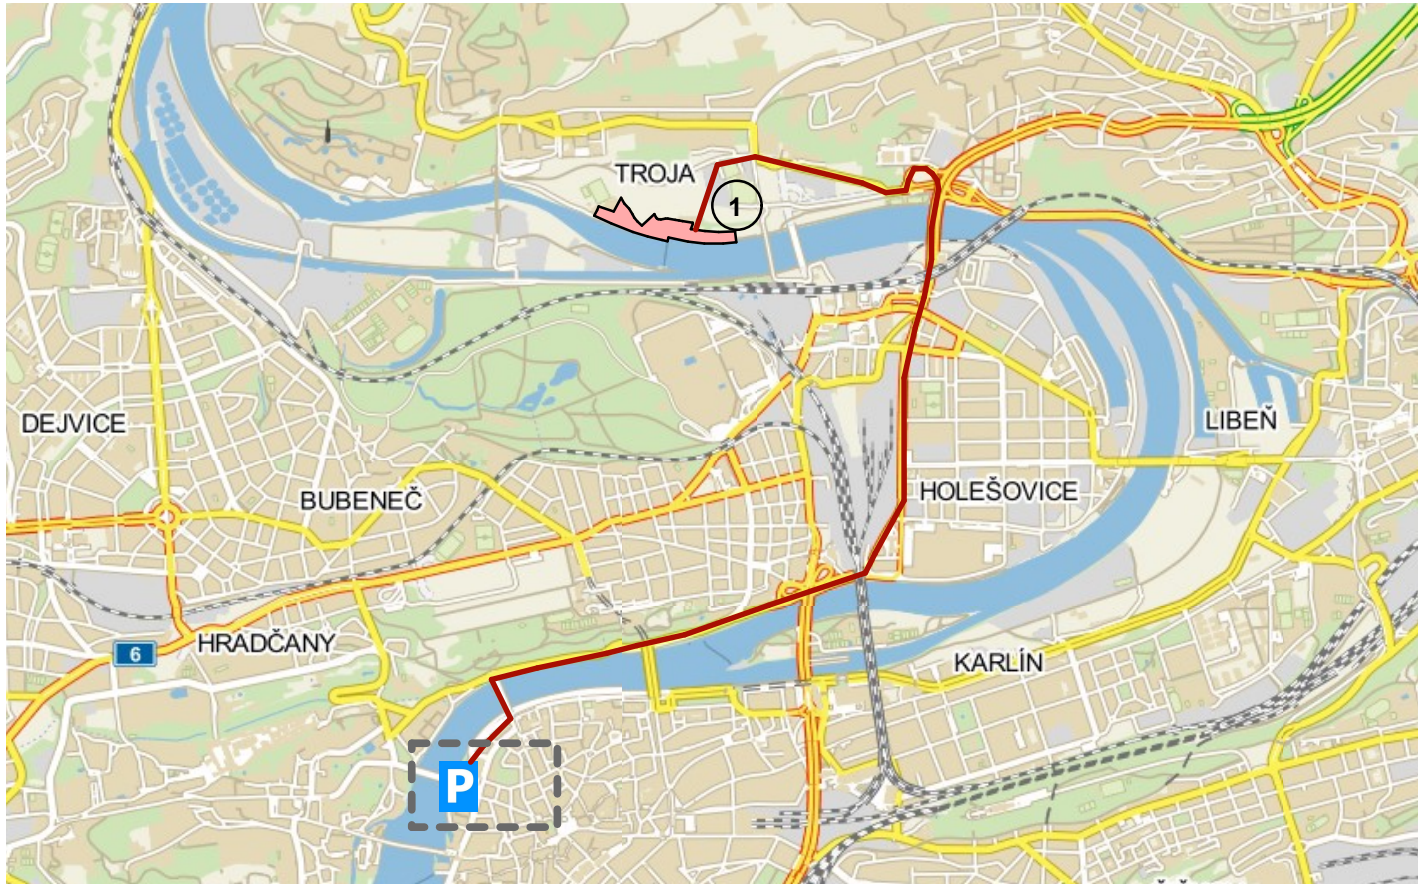 TROJA
1
DEJVICE
LIBEŇ
BUBENEČ
HOLEŠOVICE
HRADČANY
6
KARLÍN
P